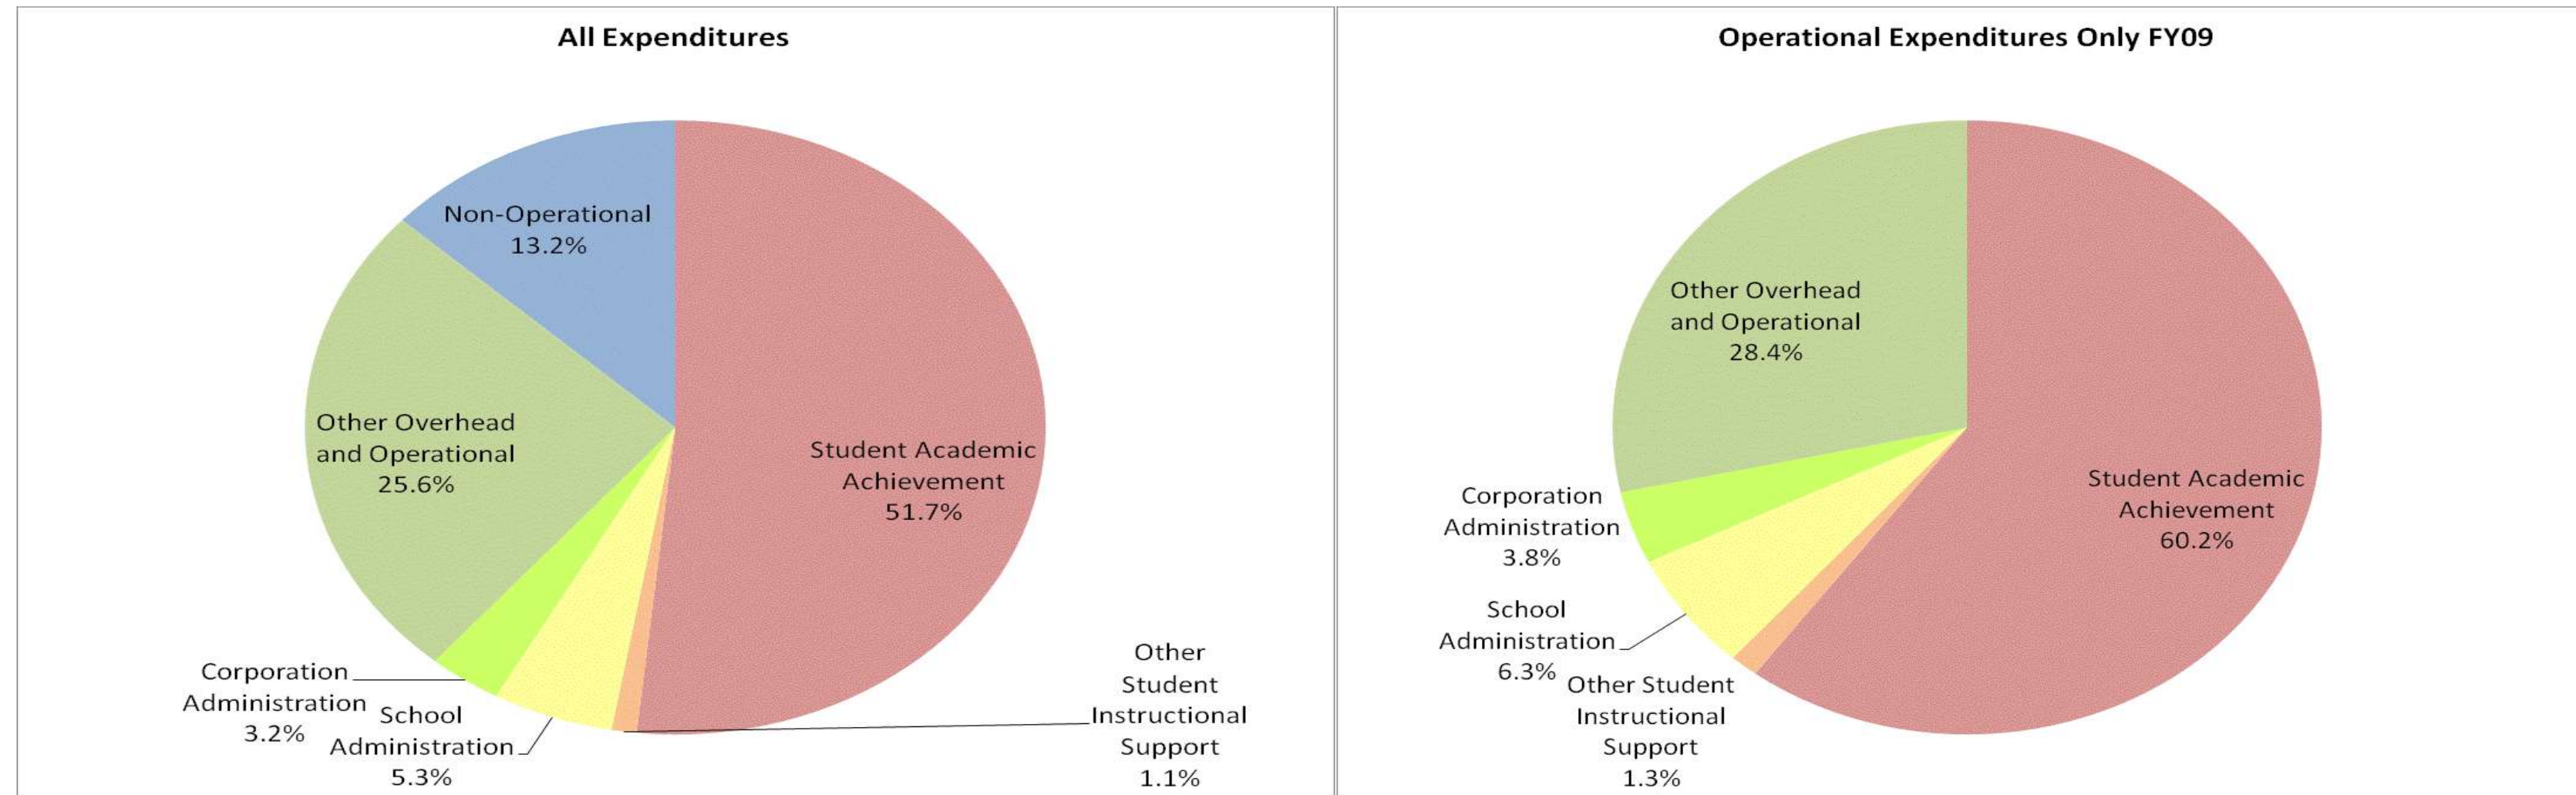 All Expenditures
Non-Operational
13.2%
Other Overhead
and Operational
25.6%
Student Academic
Achievement
51.7%
Corporation
Administration
3.2%
School
Administration
5.3%
Other
Student
Instructional
Support
1.1%
Operational Expenditures Only FY09
Other Overhead
and Operational
28.4%
Student Academic
Achievement
60.2%
Corporation
Administration
3.8%
School
Administration
6.3%
Other Student
Instructional
Support
1.3%